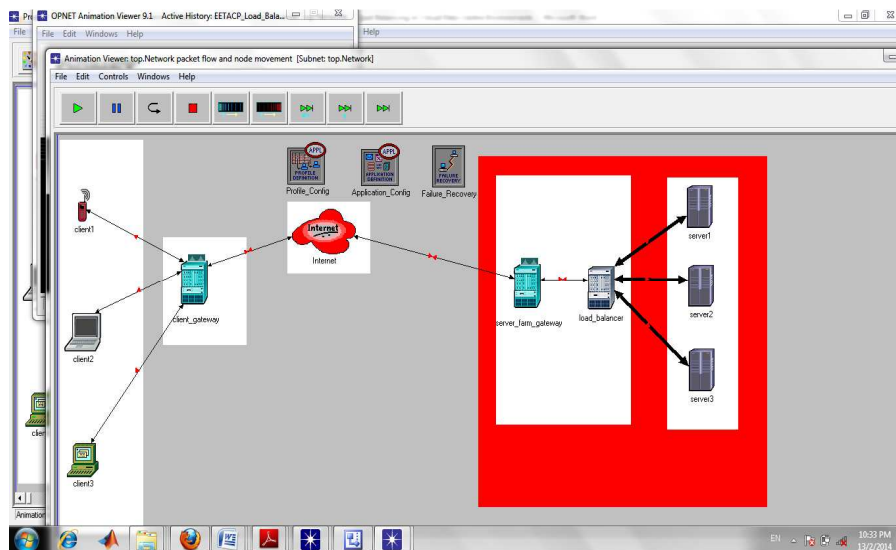 Pr
OPNET Animation Viewer 9.1 Active History: EETACP_Load_Bala...
File
File Edit Windows Help
Help
Animation Viewer: top.Network packet flow and node movement [Subnet: top.Network]
File Edit Controls Windows Help
APPL
PROFILE
DEFINITION
Profile_Config
APPL
APPLICATION
DEFINITION
Application_Config
FAILURE
RECOVERY
Failure_Recovery
client1
Internet
Internet
server1
client_gateway
server_farm_gateway
load_balancer
server2
client2
server3
clien
client3
Animation
EN
10:33 PM
13/2/2014